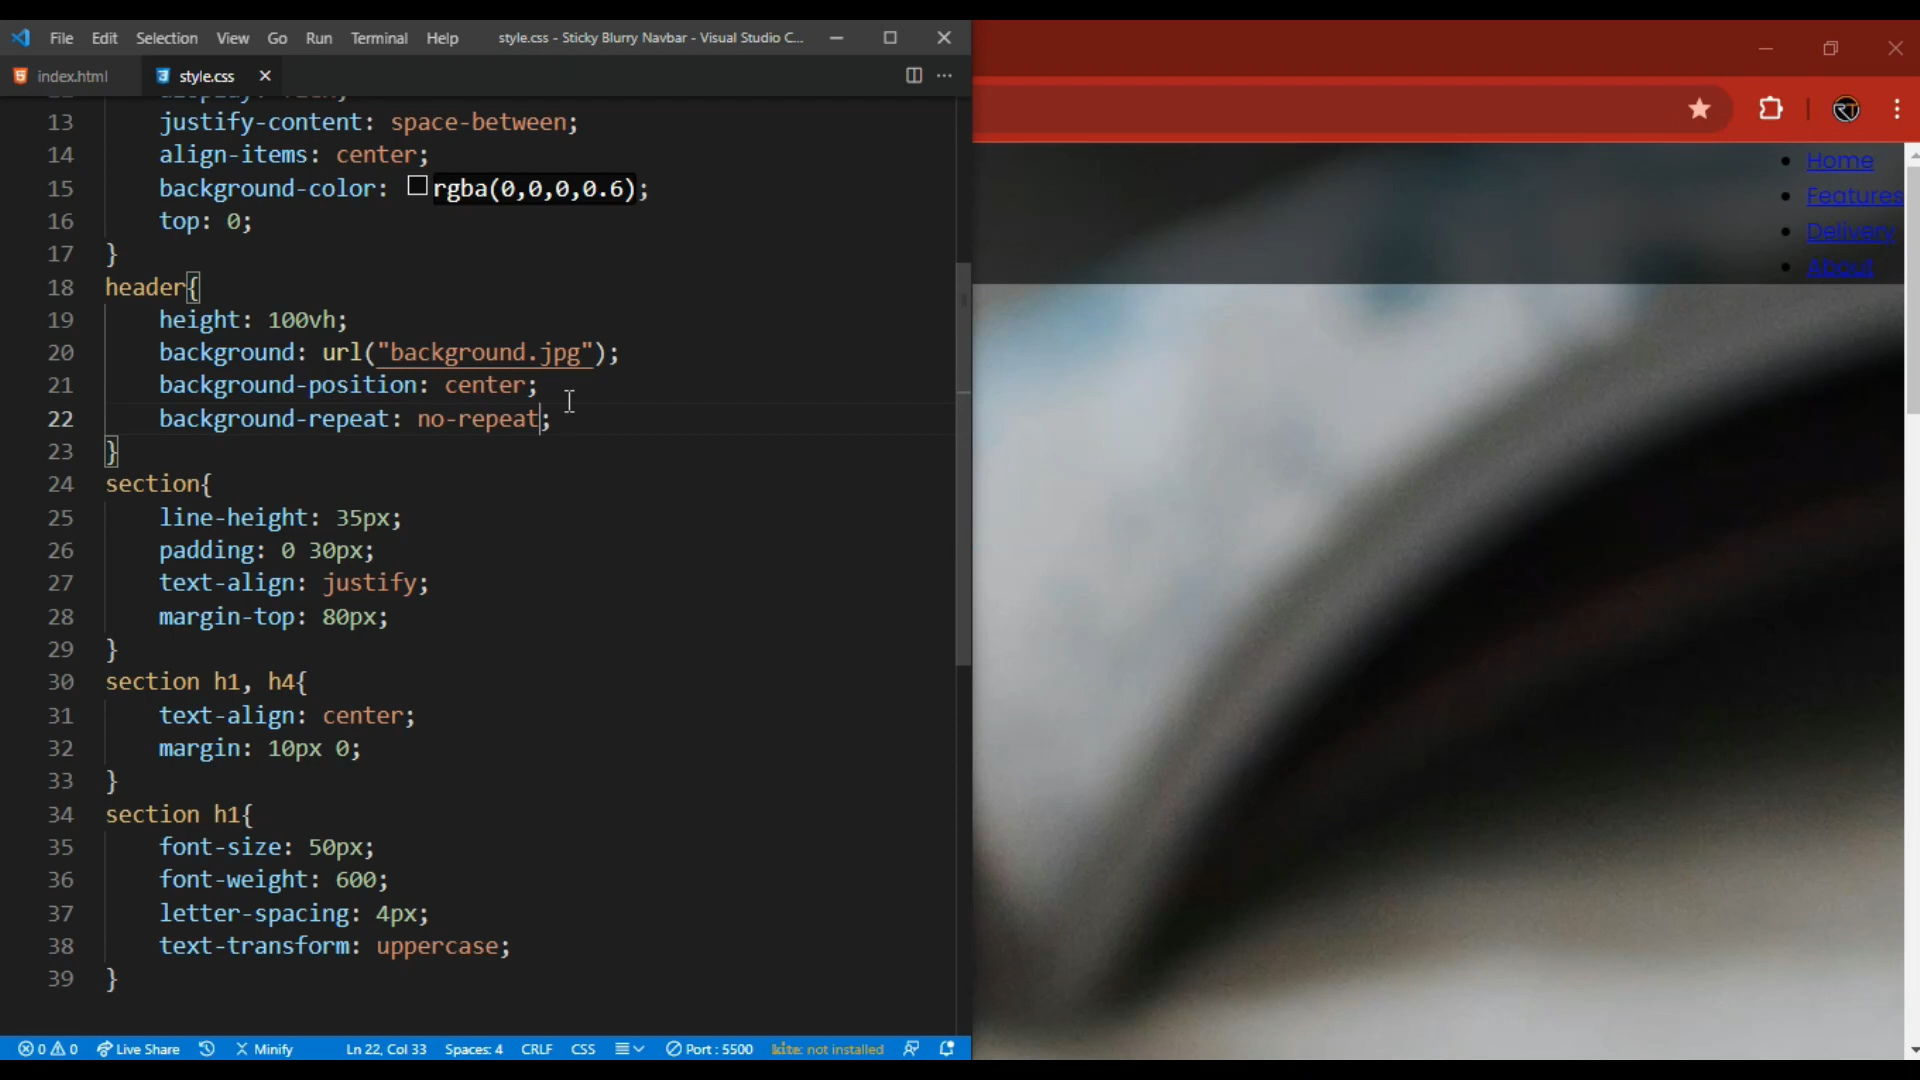 File Edit Selection View Go Run Terminal Help style.css - Sticky Blurry Navbar - Visual Studio C...
index.html style.css
13 justify-content: space-between;
14 align-items: center;
15 background-color: rgba(0,0,0,0.6);
16 top: 0;
17 }
18 header{
19 height: 100vh;
20 background: url("background.jpg");
21 background-position: center;
22 background-repeat: no-repeat;
23 }
24 section{
25 line-height: 35px;
26 padding: 0 30px;
27 text-align: justify;
28 margin-top: 80px;
29 }
30 section h1, h4{
31 text-align: center;
32 margin: 10px 0;
33 }
34 section h1{
35 font-size: 50px;
36 font-weight: 600;
37 letter-spacing: 4px;
38 text-transform: uppercase;
39 }
0 0 Live Share Minify Ln 22, Col 33 Spaces: 4 CRLF CSS Port : 5500 kite: not installed
Home
Features
Delivery
About